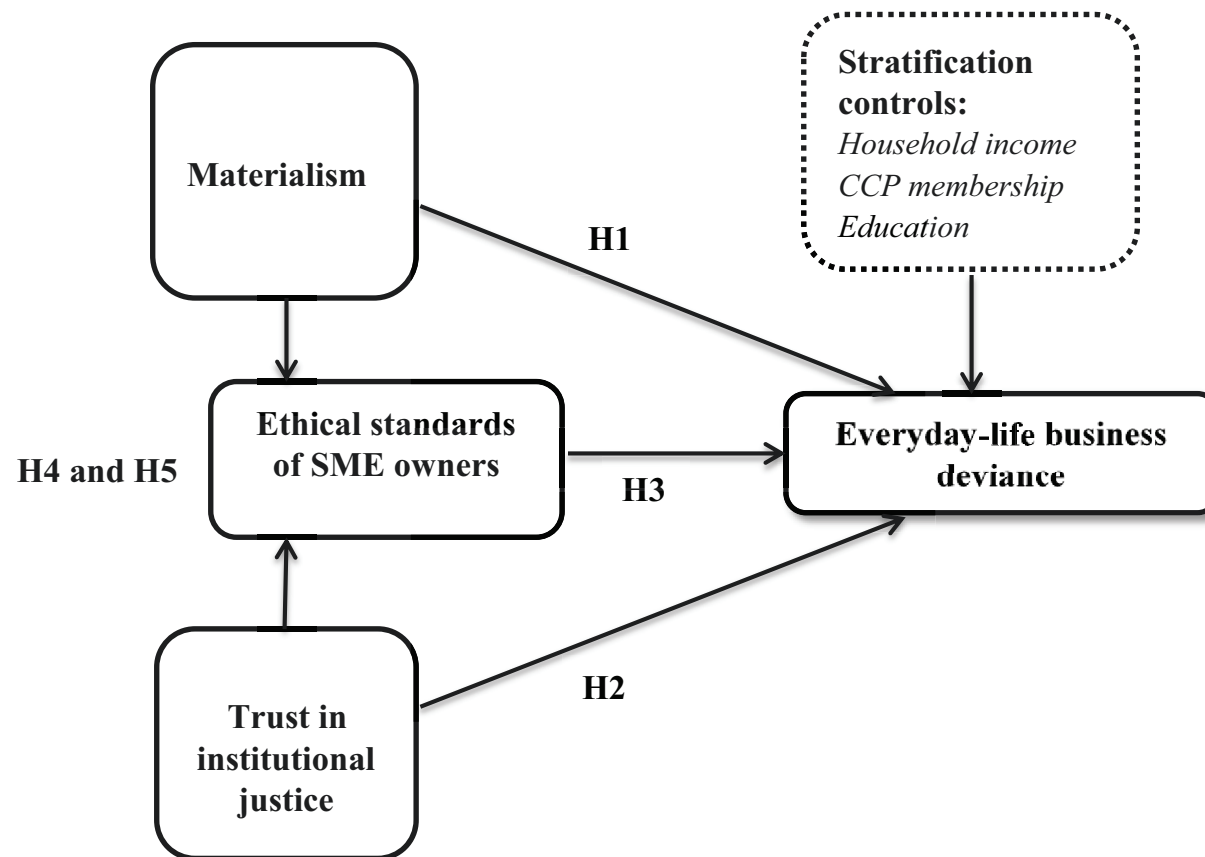 Materialism
Stratification
controls:
Household income
CCP membership
Education
H1
Ethical standards
of SME owners
H4 and H5
H3
Everyday-life business
deviance
H2
Trust in
institutional
justice